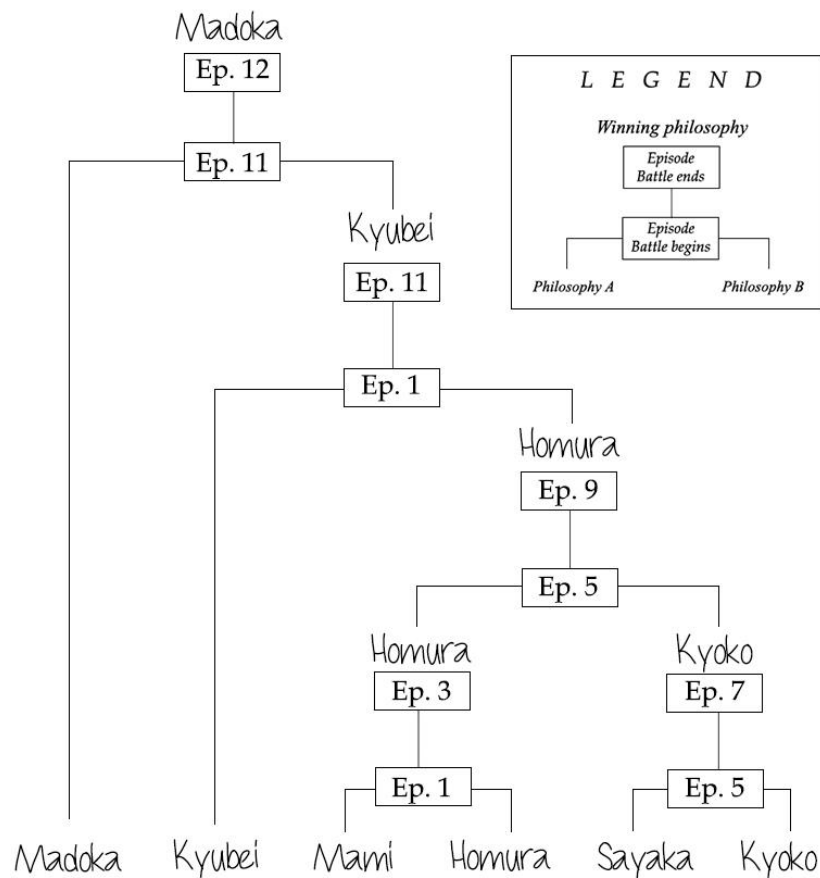 Madoka
Ep. 12
Ep. 11
Kyubei
Ep. 11
Ep. 1
Homura
Ep. 9
Ep. 5
Homura
Kyoko
Ep. 3
Ep. 7
Ep. 1
Ep. 5
Madoka
Kyubei
Mami
Homura
Sayaka
Kyoko
L E G E N D
Winning philosophy
Episode
Battle ends
Episode
Battle begins
Philosophy A
Philosophy B